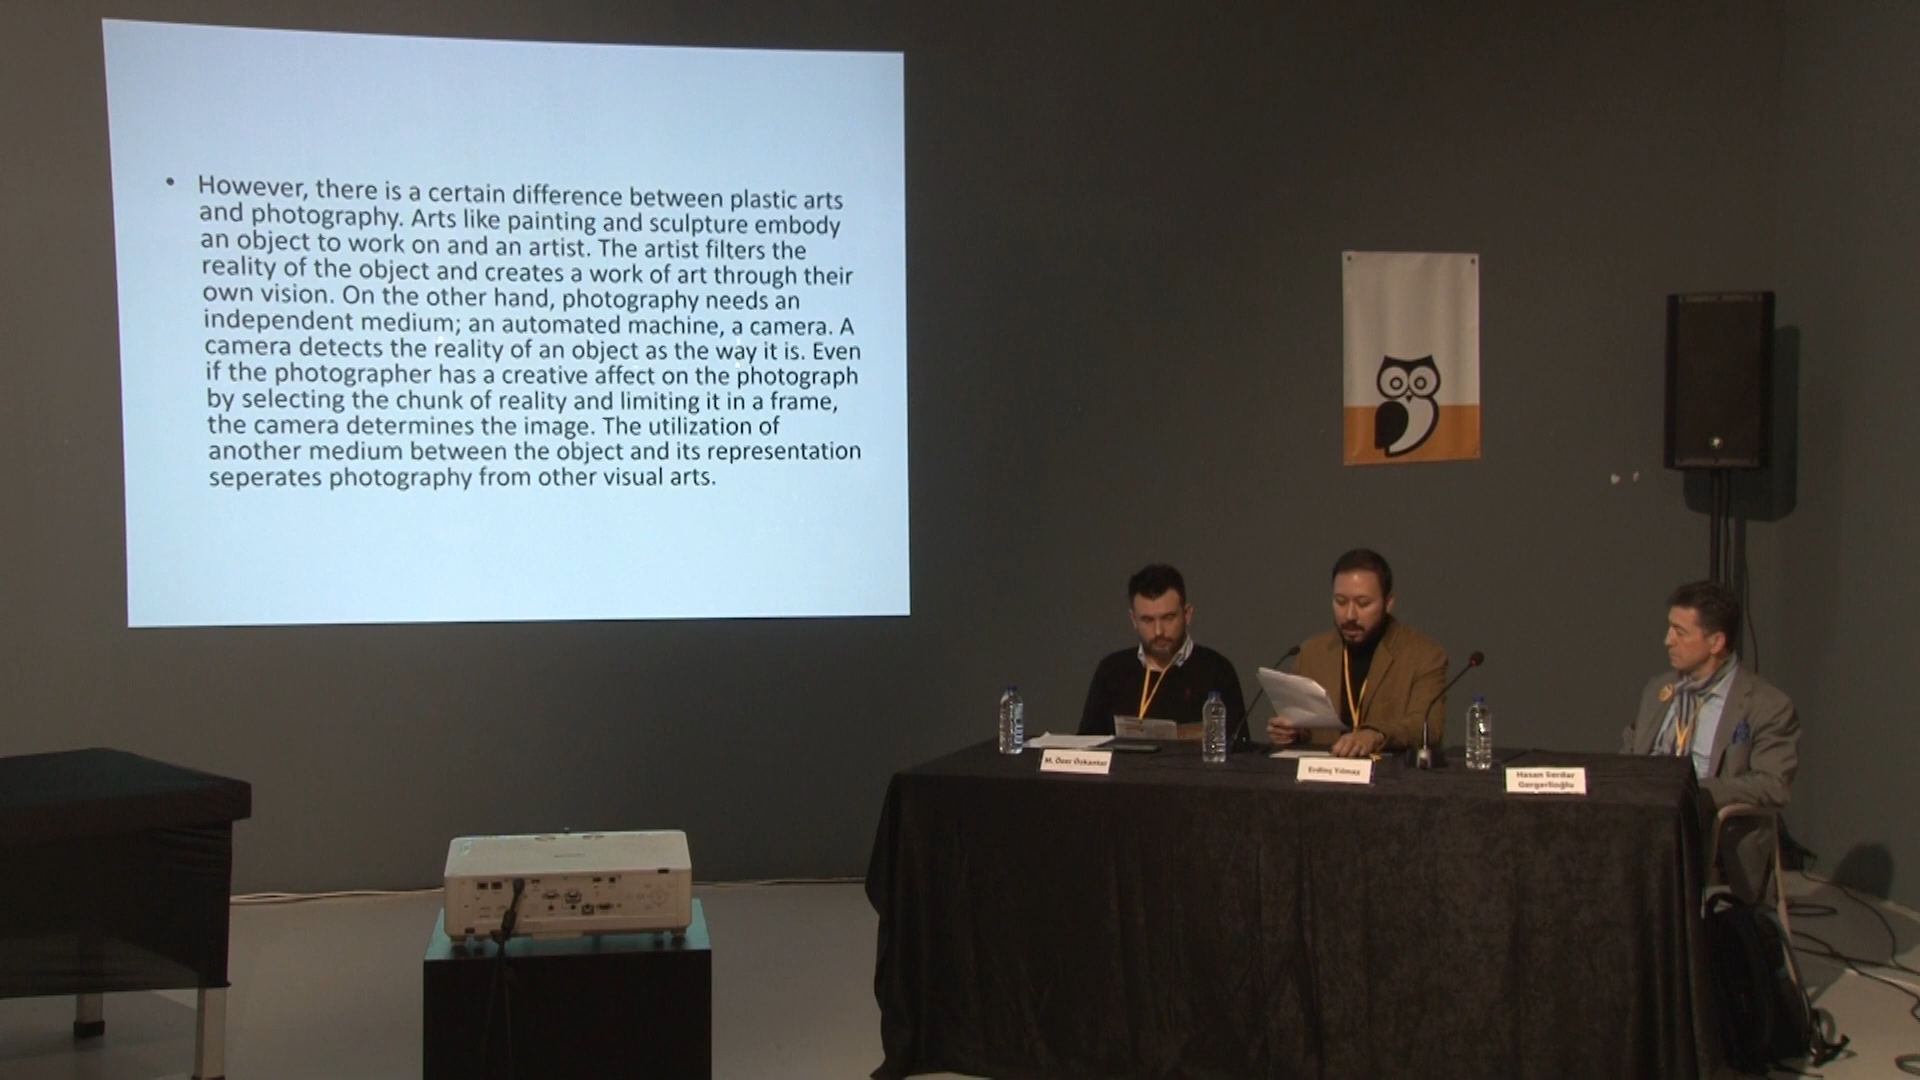 • However, there is a certain difference between plastic arts
and photography. Arts like painting and sculpture embody
an object to work on and an artist. The artist filters the
reality of the object and creates a work of art through their
own vision. On the other hand, photography needs an
independent medium; an automated machine, a camera. A
camera detects the reality of an object as the way it is. Even
if the photographer has a creative affect on the photograph
by selecting the chunk of reality and limiting it in a frame,
the camera determines the image. The utilization of
another medium between the object and its representation
seperates photography from other visual arts.
M. Özer Özkantar
Erdinç Yılmaz
Hasan Serdar
Gergerlioğlu